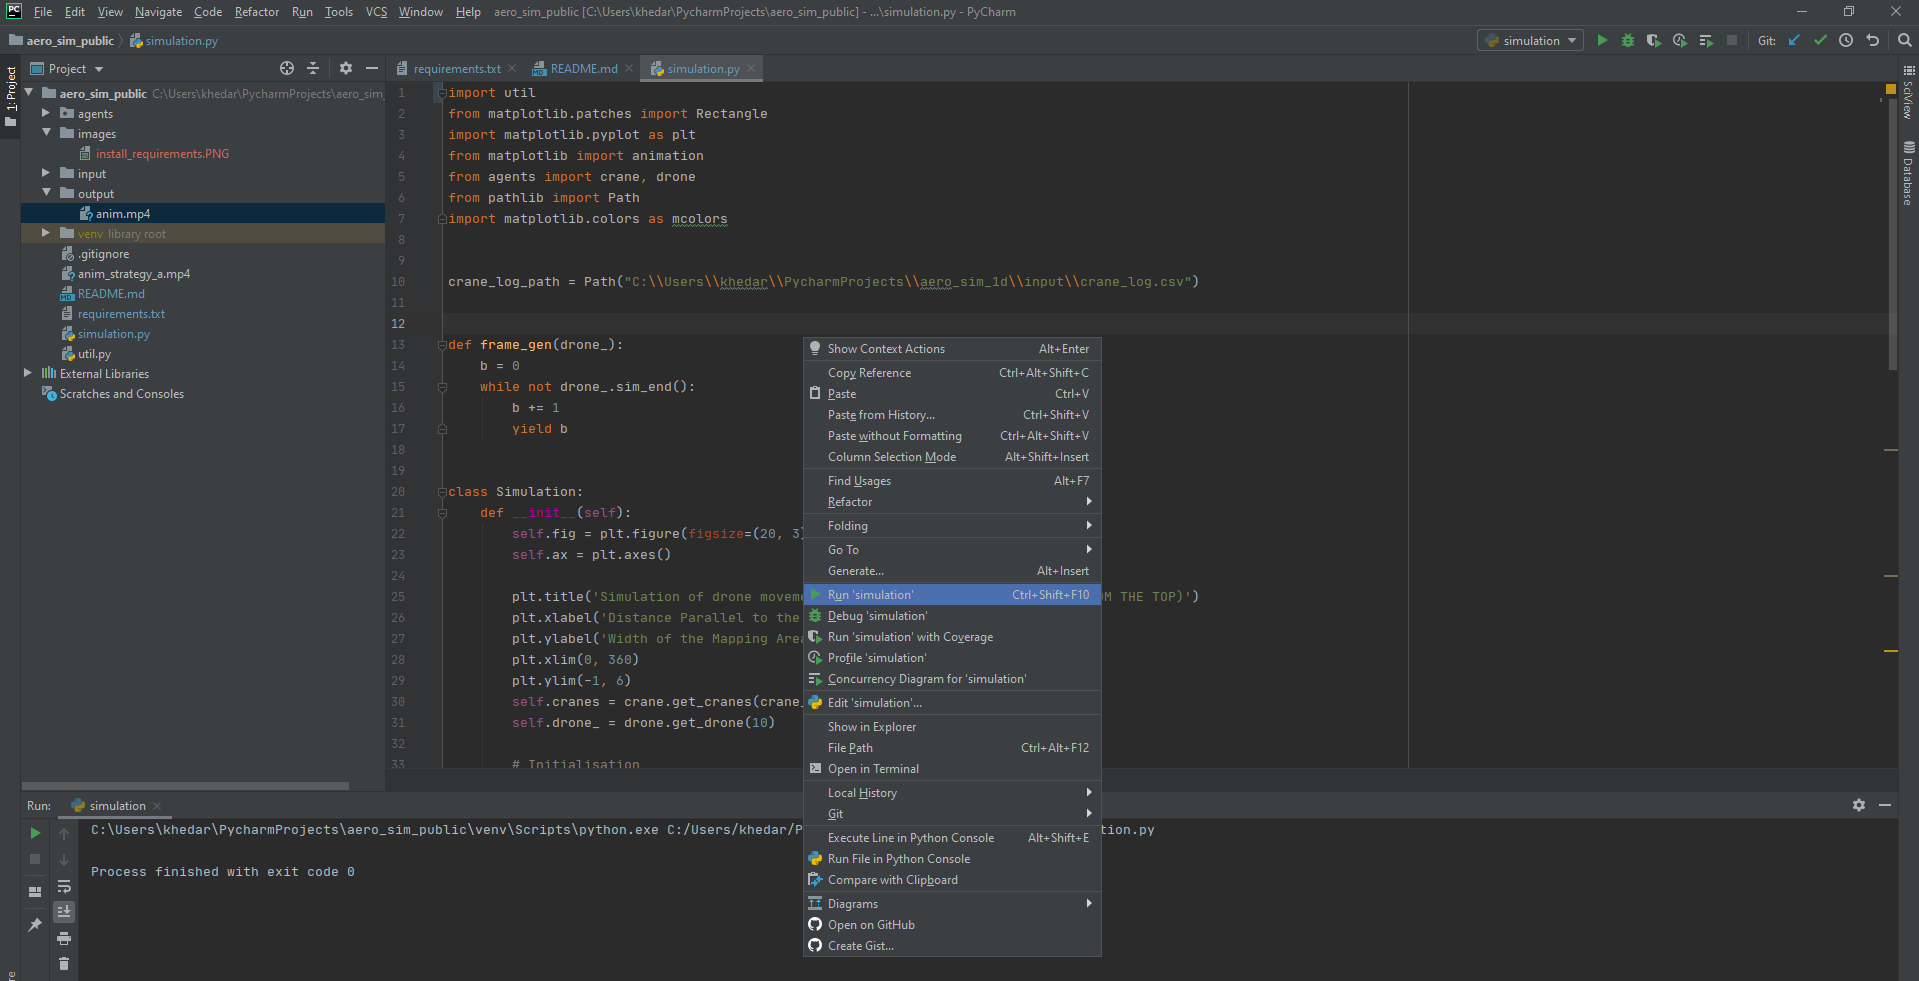 PC File Edit View Navigate Code Refactor Run Tools VCS Window Help aero_sim_public [C:\Users\khedar\PycharmProjects\aero_sim_public] - ...\simulation.py - PyCharm
aero_sim_public simulation.py simulation Git:
1: Project
Project
requirements.txt README.md simulation.py
aero_sim_public C:\Users\khedar\PycharmProjects\aero_sim_
agents
images
install_requirements.PNG
input
output
anim.mp4
venv library root
.gitignore
anim_strategy_a.mp4
README.md
requirements.txt
simulation.py
util.py
External Libraries
Scratches and Consoles
1 import util
2 from matplotlib.patches import Rectangle
3 import matplotlib.pyplot as plt
4 from matplotlib import animation
5 from agents import crane, drone
6 from pathlib import Path
7 import matplotlib.colors as mcolors
8
9
10 crane_log_path = Path("C:\\Users\\khedar\\PycharmProjects\\aero_sim_1d\\input\\crane_log.csv")
11
12
13 def frame_gen(drone_):
14 b = 0
15 while not drone_.sim_end():
16 b += 1
17 yield b
18
19
20 class Simulation:
21 def __init__(self):
22 self.fig = plt.figure(figsize=(20, 3)
23 self.ax = plt.axes()
24
25 plt.title('Simulation of drone moveme OM THE TOP)')
26 plt.xlabel('Distance Parallel to the
27 plt.ylabel('Width of the Mapping Area
28 plt.xlim(0, 360)
29 plt.ylim(-1, 6)
30 self.cranes = crane.get_cranes(crane_
31 self.drone_ = drone.get_drone(10)
32
33 # Initialisation
Show Context Actions Alt+Enter
Copy Reference Ctrl+Alt+Shift+C
Paste Ctrl+V
Paste from History... Ctrl+Shift+V
Paste without Formatting Ctrl+Alt+Shift+V
Column Selection Mode Alt+Shift+Insert
Find Usages Alt+F7
Refactor
Folding
Go To
Generate... Alt+Insert
Run 'simulation' Ctrl+Shift+F10
Debug 'simulation'
Run 'simulation' with Coverage
Profile 'simulation'
Concurrency Diagram for 'simulation'
Edit 'simulation'...
Show in Explorer
File Path Ctrl+Alt+F12
Open in Terminal
Local History
Git
Execute Line in Python Console Alt+Shift+E
Run File in Python Console
Compare with Clipboard
Diagrams
Open on GitHub
Create Gist...
SciView
Database
Run: simulation
C:\Users\khedar\PycharmProjects\aero_sim_public\venv\Scripts\python.exe C:/Users/khedar/P tion.py
Process finished with exit code 0